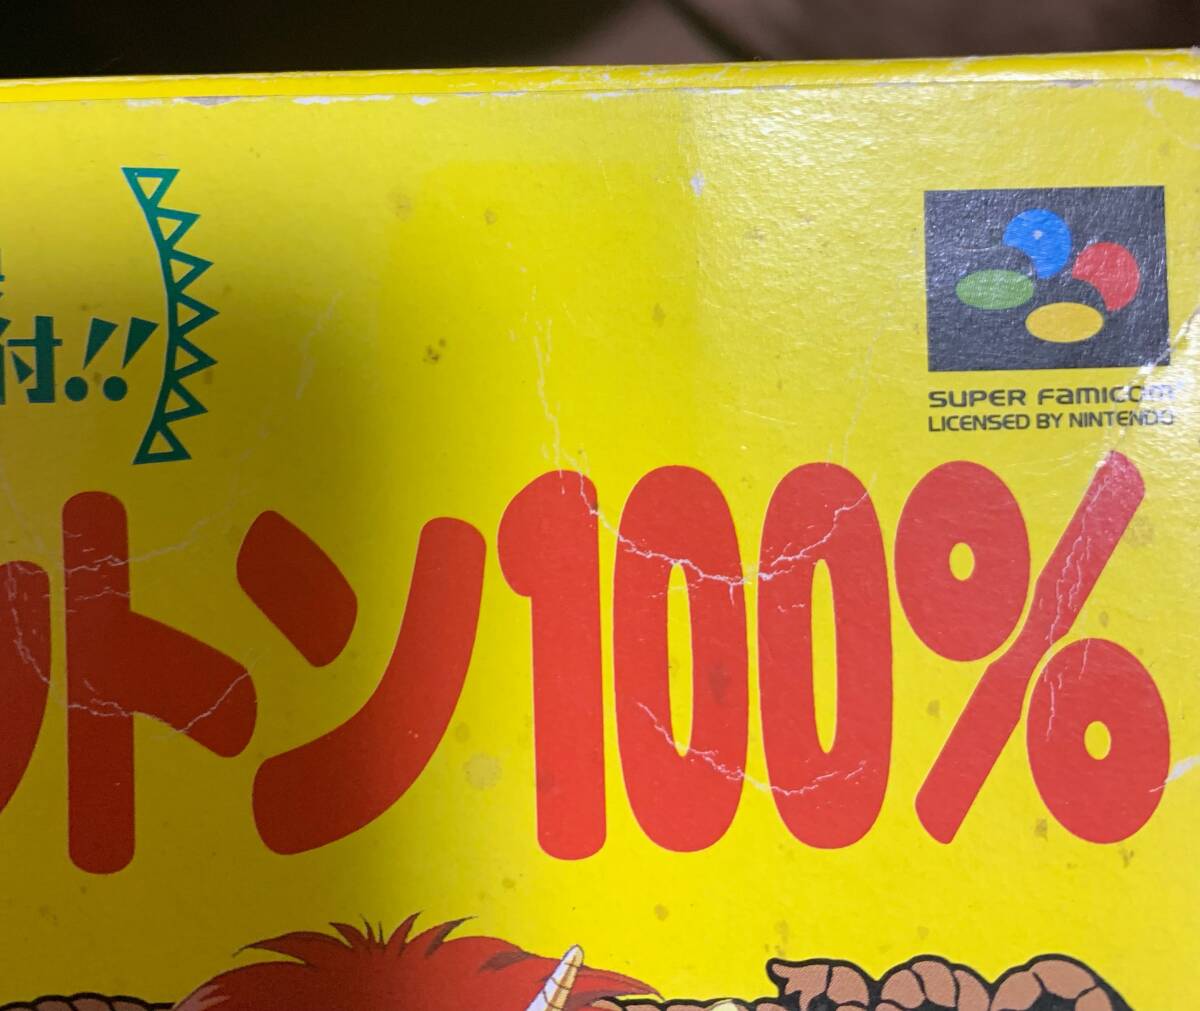 付!!
SUPER FAMICOM
LICENSED BY NINTENDO
トン100%